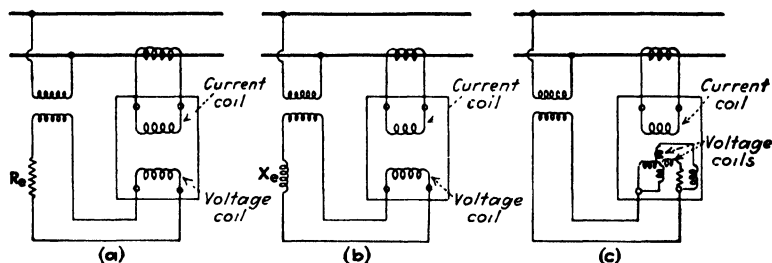 Current
coil
Re
Voltage
coil
(a)
Current
coil
Xe
Voltage
coil
(b)
Current
coil
Voltage
coils
(c)